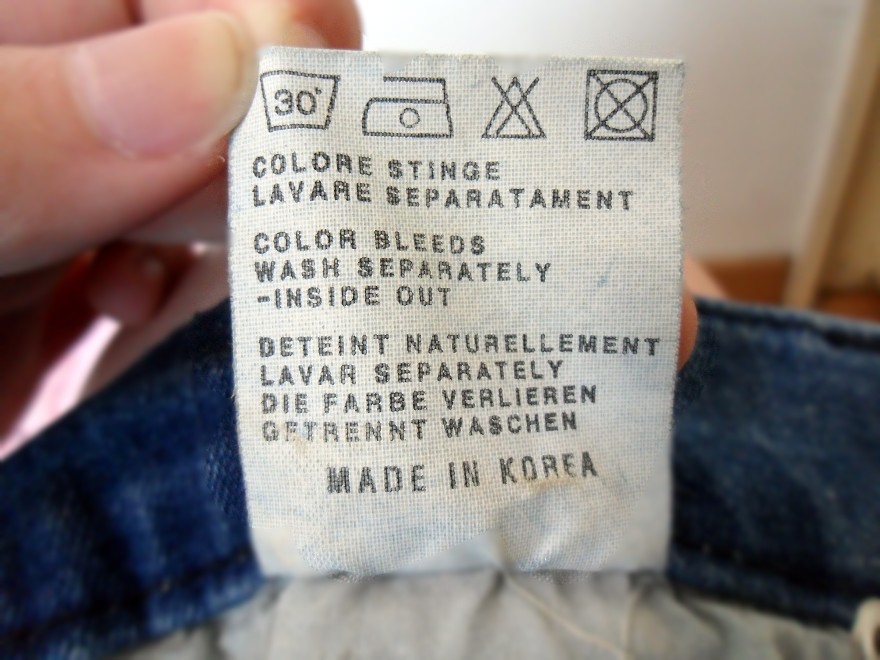 30°
COLORE STINGE
LAVARE SEPARATAMENT
COLOR BLEEDS
WASH SEPARATELY
-INSIDE OUT
DETEINT NATURELLEMENT
LAVAR SEPARATELY
DIE FARBE VERLIEREN
GETRENNT WASCHEN
MADE IN KOREA